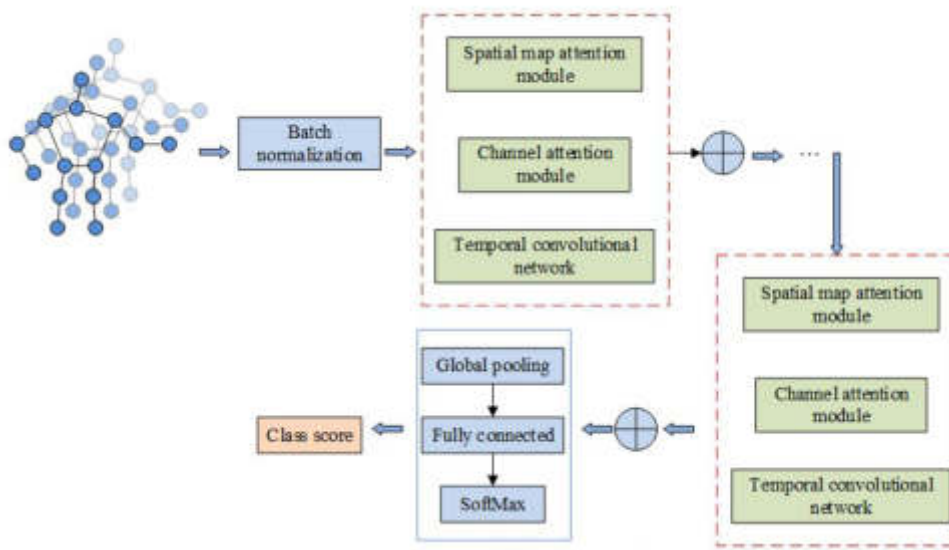 Spatial map attention
module
Batch
normalization
Channel attention
module
...
Temporal convolutional
network
Spatial map attention
module
Channel attention
module
Temporal convolutional
network
Global pooling
Fully connected
SoftMax
Class score